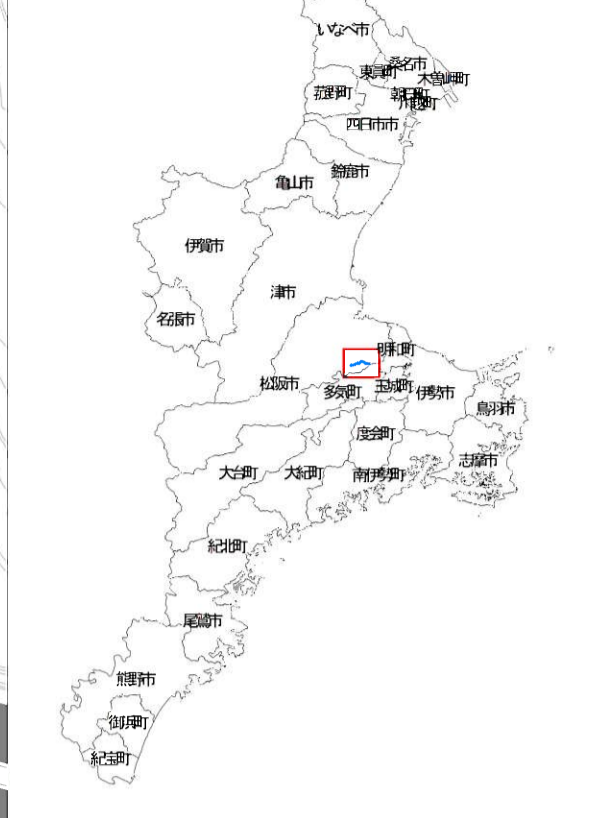 いなべ市
桑名市
東員町
木曽岬町
菰野町
朝日町
川越町
四日市市
鈴鹿市
亀山市
伊賀市
津市
名張市
明和町
松阪市
多気町
玉城町
伊勢市
鳥羽市
度会町
志摩市
大台町
大紀町
南伊勢町
紀北町
尾鷲市
熊野市
御浜町
紀宝町